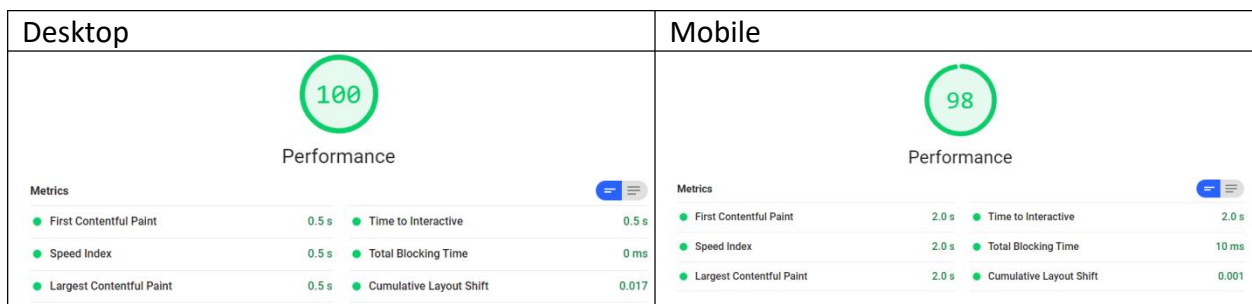 Desktop
Mobile
100
Performance
Metrics
First Contentful Paint 0.5 s Time to Interactive 0.5 s
Speed Index 0.5 s Total Blocking Time 0 ms
Largest Contentful Paint 0.5 s Cumulative Layout Shift 0.017
98
Performance
Metrics
First Contentful Paint 2.0 s Time to Interactive 2.0 s
Speed Index 2.0 s Total Blocking Time 10 ms
Largest Contentful Paint 2.0 s Cumulative Layout Shift 0.001